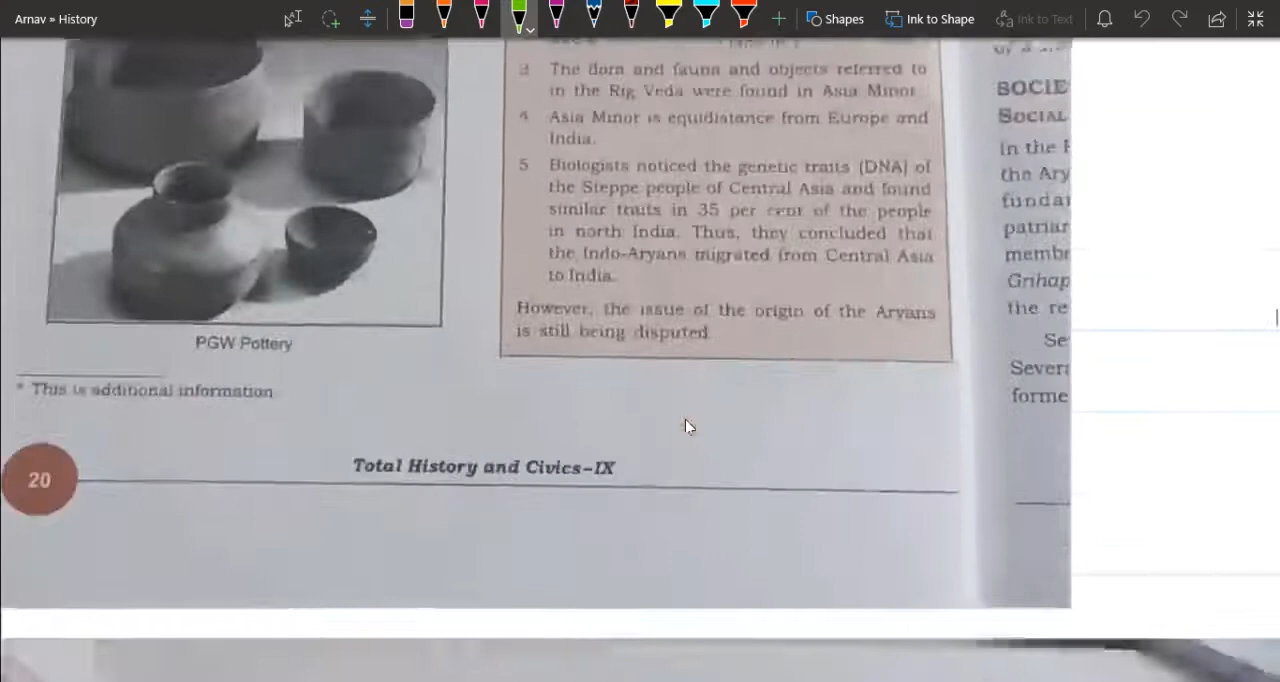 Arnav » History
Shapes
Ink to Shape
Ink to Text
3 The flora and fauna and objects referred to
in the Rig Veda were found in Asia Minor.
4 Asia Minor is equidistance from Europe and
India.
5 Biologists noticed the genetic traits (DNA) of
the Steppe people of Central Asia and found
similar traits in 35 per cent of the people
in north India. Thus, they concluded that
the Indo-Aryans migrated from Central Asia
to India.
However, the issue of the origin of the Aryans
is still being disputed.
PGW Pottery
* This is additional information
20
Total History and Civics–IX
SOCIE
SOCIAL
In the
the Ary
fundar
patriar
membe
Grihap
the re
Se
Severa
forme